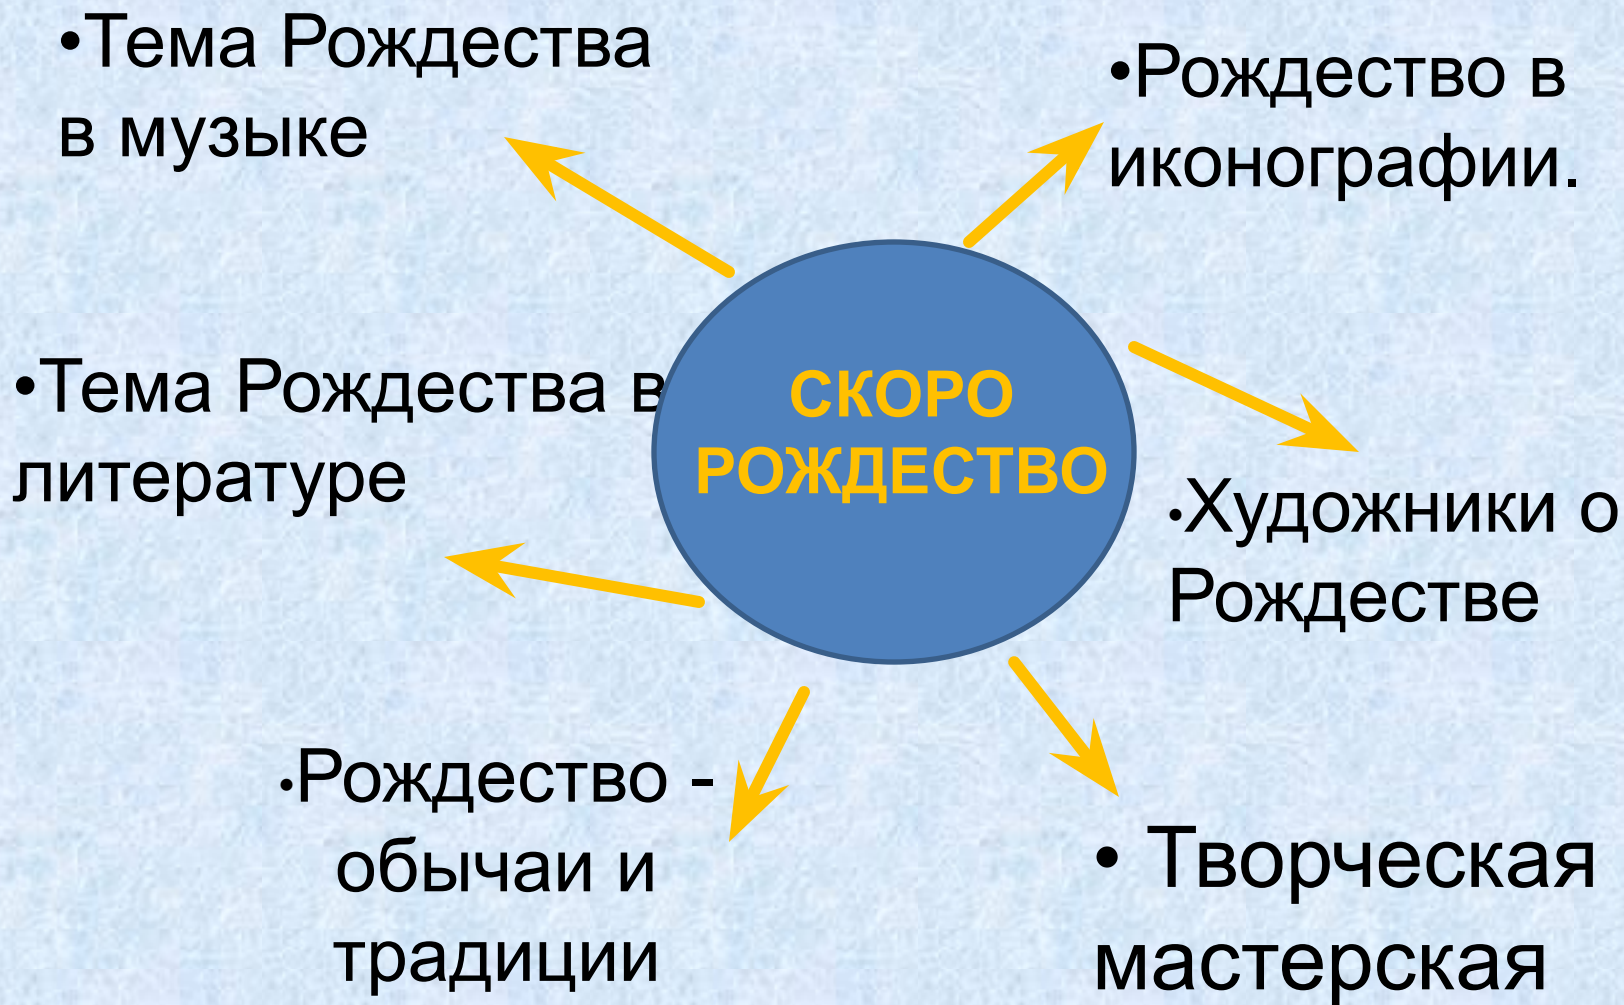 •Тема Рождества
в музыке
•Рождество в
иконографии.
•Тема Рождества в
литературе
СКОРО
РОЖДЕСТВО
•Художники о
Рождестве
•Рождество -
обычаи и
традиции
• Творческая
мастерская